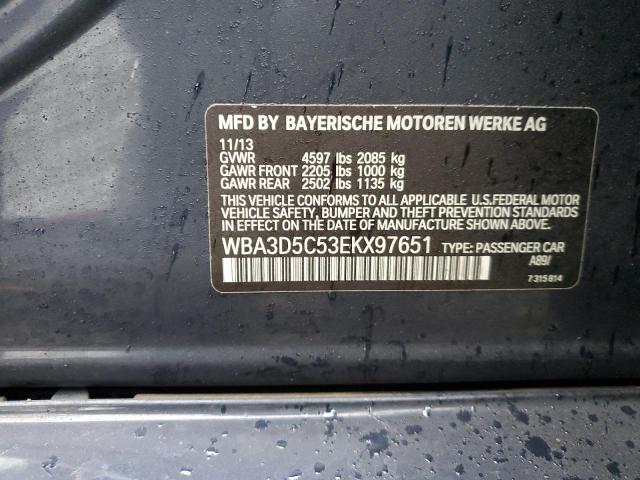 MFD BY BAYERISCHE MOTOREN WERKE AG
11/13
GVWR 4597 lbs 2085 kg
GAWR FRONT 2205 lbs 1000 kg
GAWR REAR 2502 lbs 1135 kg
THIS VEHICLE CONFORMS TO ALL APPLICABLE U.S.FEDERAL MOTOR
VEHICLE SAFETY, BUMPER AND THEFT PREVENTION STANDARDS
IN EFFECT ON THE DATE OF MANUFACTURE SHOWN ABOVE.
WBA3D5C53EKX97651 TYPE: PASSENGER CAR
A89/
7315814